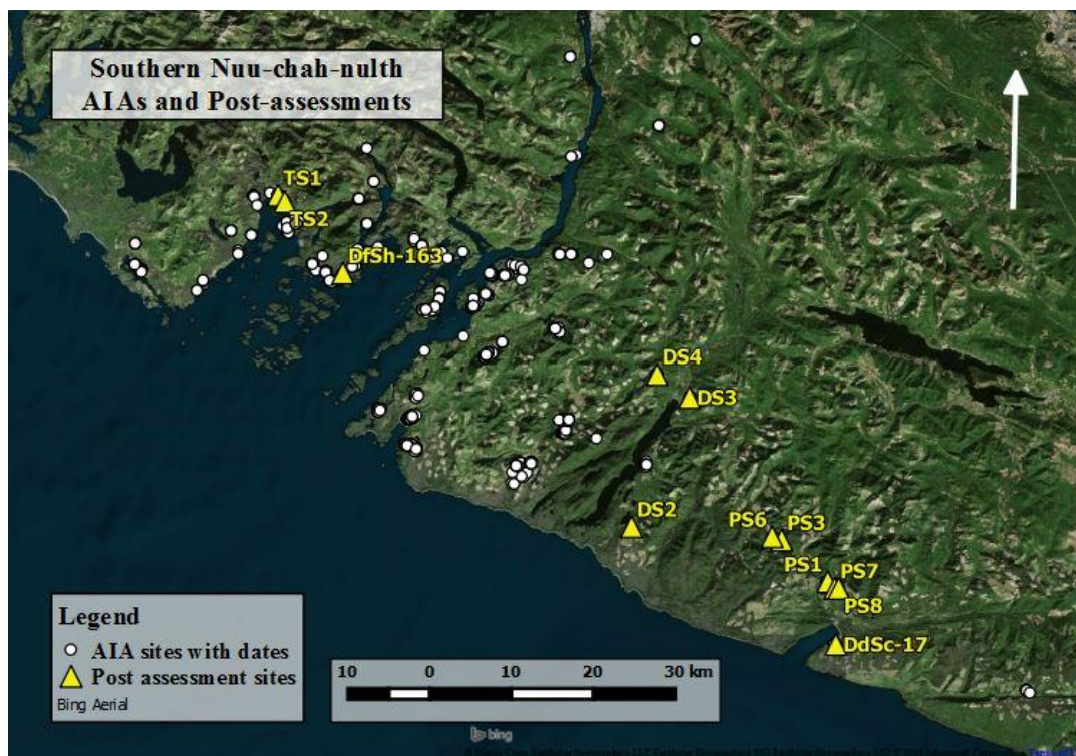 Southern Nuu-chah-nulth
AIAs and Post-assessments
TS1
TS2
DfSh-163
DS4
DS3
DS2
PS6
PS3
PS1
PS7
PS8
DdSc-17
Legend
AIA sites with dates
Post assessment sites
Bing Aerial
10 0 10 20 30 km
bing